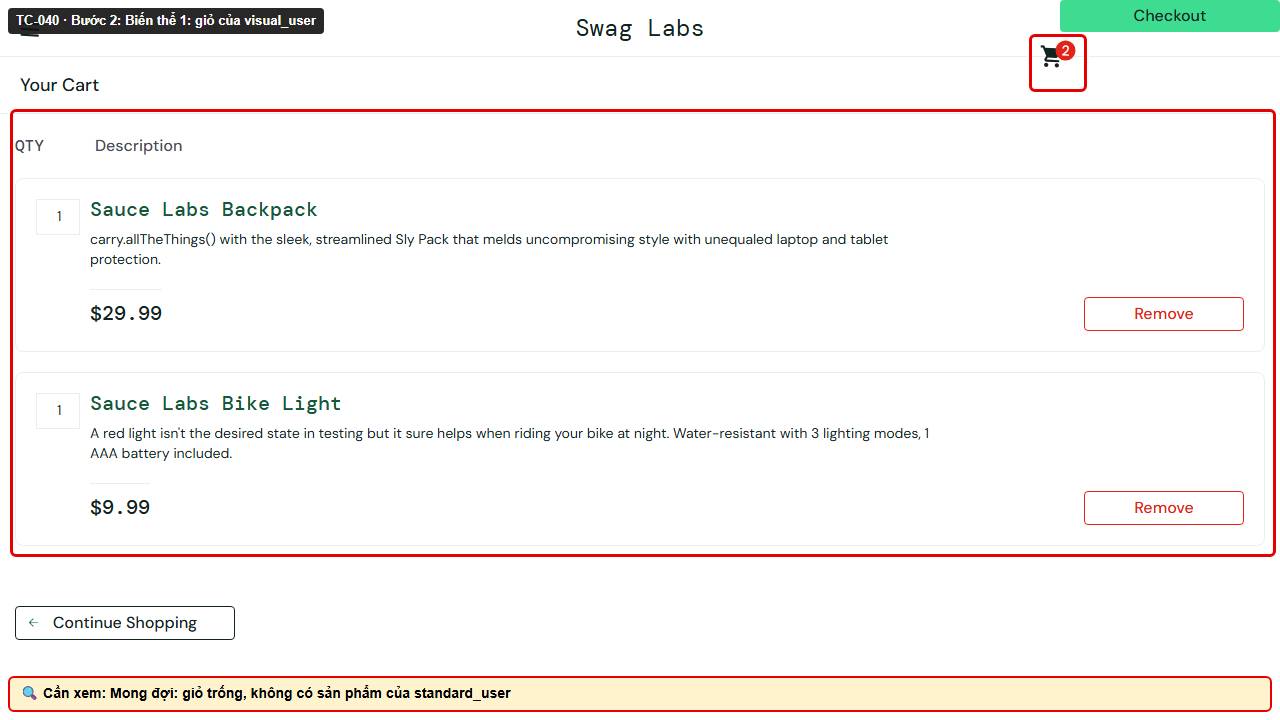 TC-040 · Bước 2: Biến thể 1: giỏ của visual_user
Swag Labs
Checkout
2
Your Cart
QTY Description
1 Sauce Labs Backpack
carry.allTheThings() with the sleek, streamlined Sly Pack that melds uncompromising style with unequaled laptop and tablet
protection.
$29.99 Remove
1 Sauce Labs Bike Light
A red light isn't the desired state in testing but it sure helps when riding your bike at night. Water-resistant with 3 lighting modes, 1
AAA battery included.
$9.99 Remove
← Continue Shopping
🔍 Cần xem: Mong đợi: giỏ trống, không có sản phẩm của standard_user